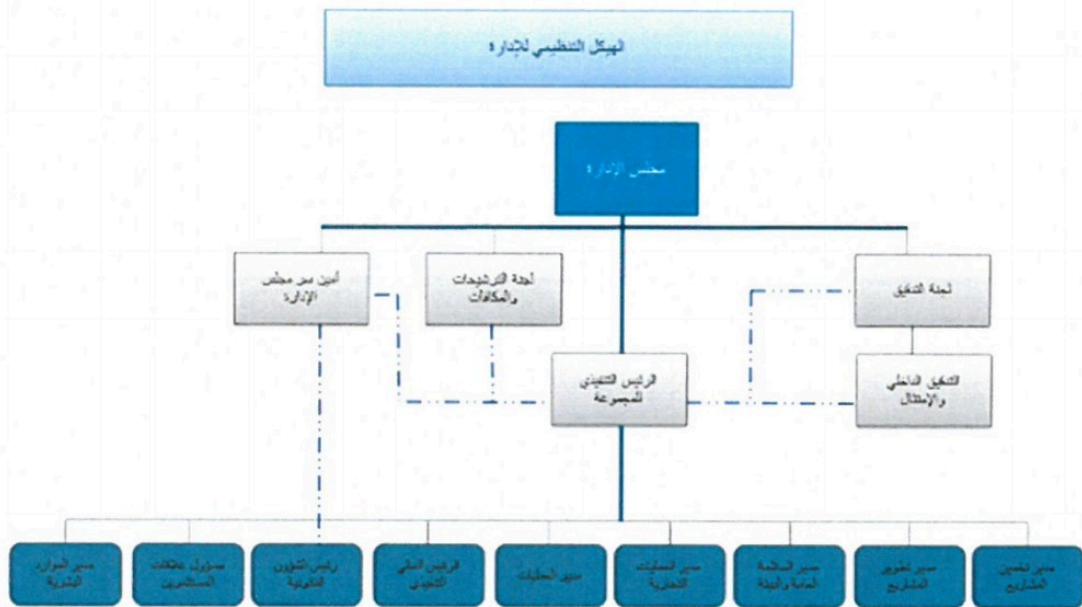 الهيكل التنظيمي للإدارة
مجلس الإدارة
لجنة التدقيق
لجنة الترشيحات
والمكافآت
أمين سر مجلس
الإدارة
التدقيق الداخلي
والإمتثال
الرئيس التنفيذي
للمجموعة
مدير تحسين
المشاريع
مدير تطوير
المشاريع
مدير السلامة
العامة والبيئة
مدير العمليات
التجارية
مدير العمليات
الرئيس المالي
التنفيذي
رئيس الشؤون
القانونية
مسؤول علاقات
المستثمرين
مدير الموارد
البشرية